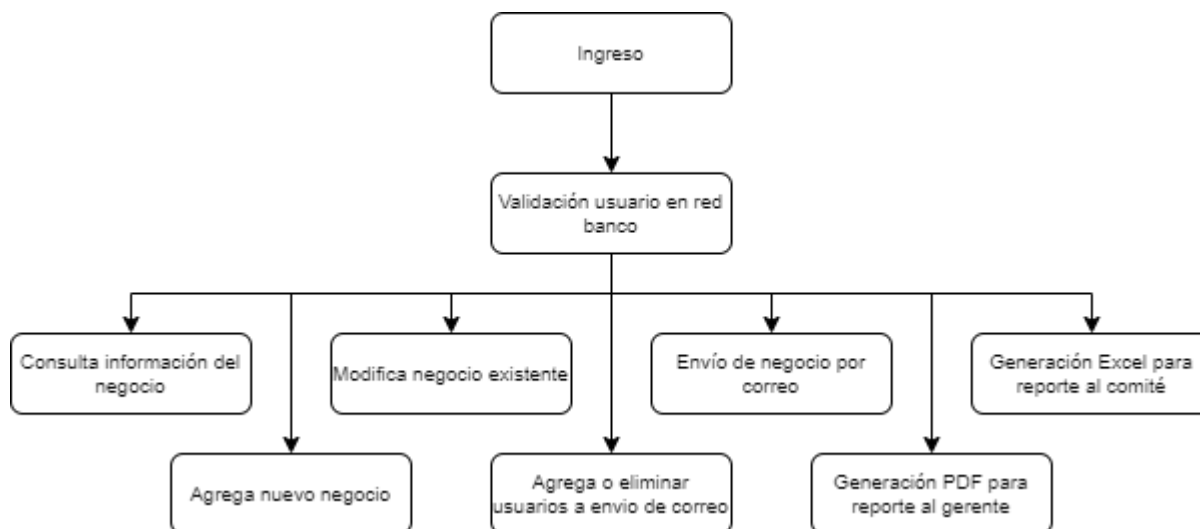 Ingreso
Validación usuario en red
banco
Consulta información del
negocio
Modifica negocio existente
Envío de negocio por
correo
Generación Excel para
reporte al comité
Agrega nuevo negocio
Agrega o eliminar
usuarios a envio de correo
Generación PDF para
reporte al gerente